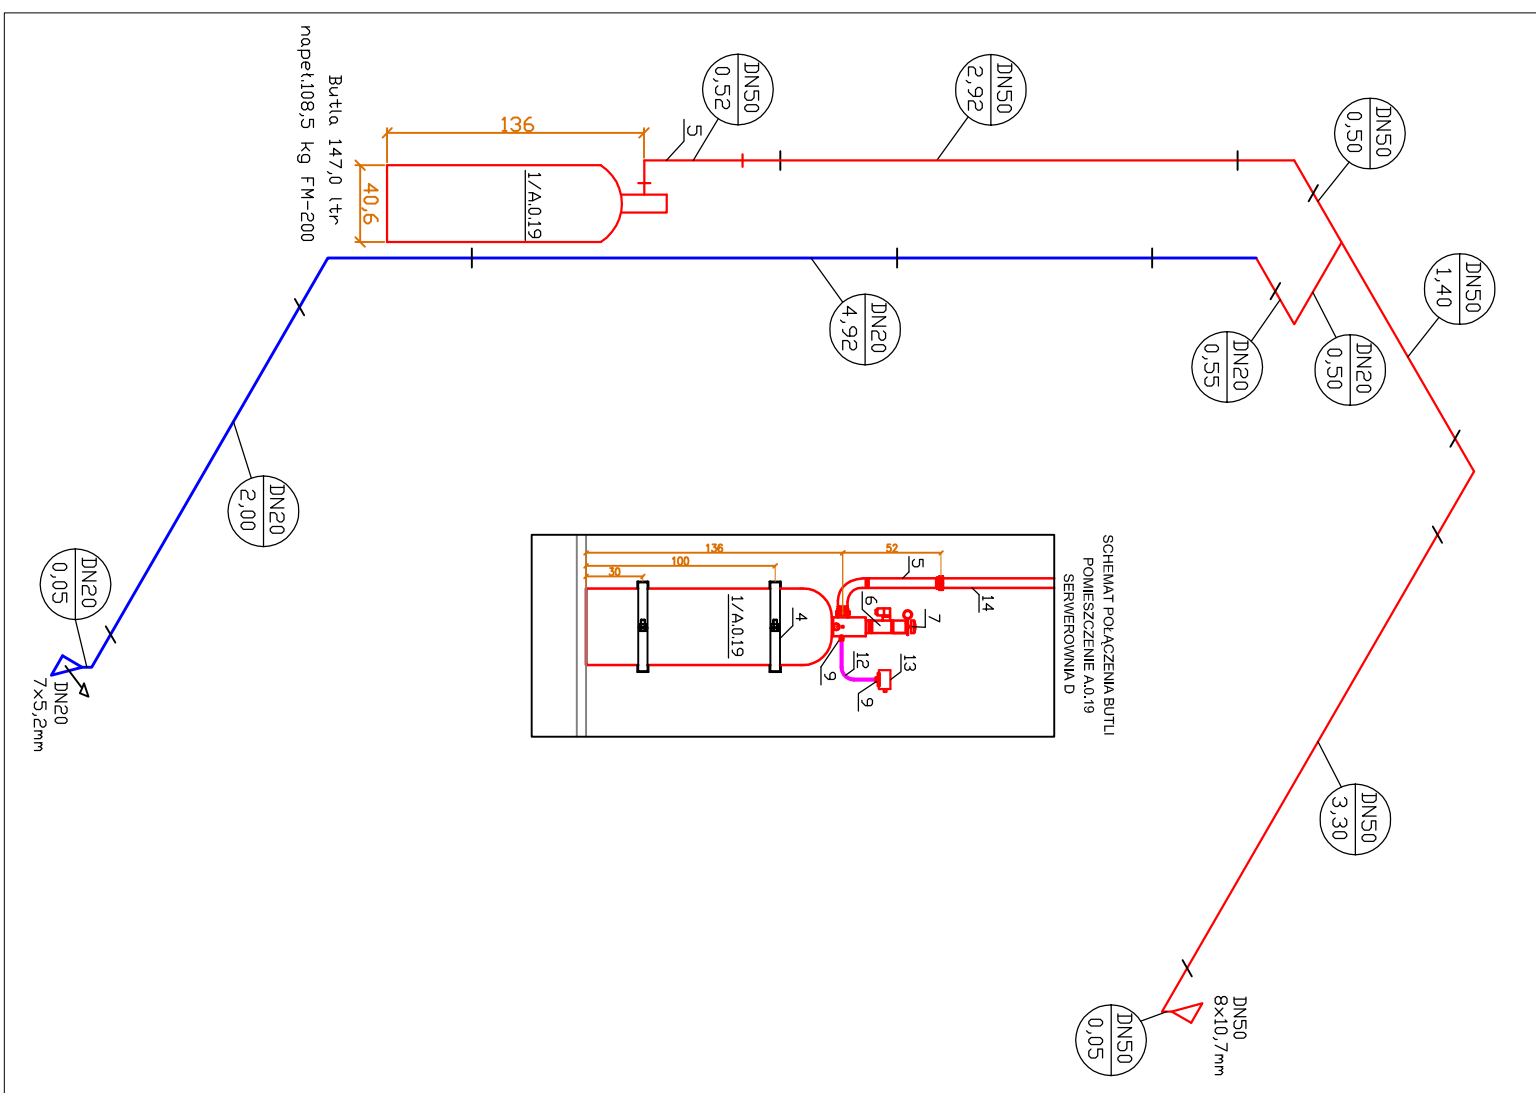 DN50
0,50
DN50
1,40
DN50
3,30
DN50
0,05
DN50
8x10,7mm
DN20
0,50
DN20
0,55
DN50
2,92
DN50
0,52
5
136
40,6
1/A.0.19
Butla 147,0 ltr
napeł.108,5 kg FM-200
DN20
4,92
DN20
2,00
DN20
0,05
DN20
7x5,2mm
SCHEMAT POŁĄCZENIA BUTLI
POMIESZCZENIE A.0.19
SERWEROWNIA D
136
52
100
30
5
14
6
7
4
1/A.0.19
9
12
13
9